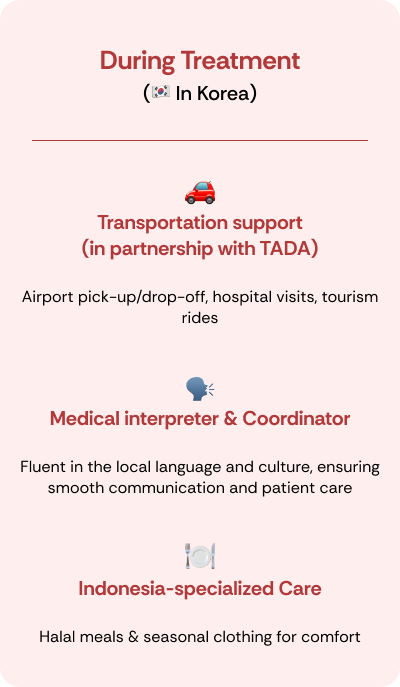 During Treatment
(🇰🇷 In Korea)
Transportation support
(in partnership with TADA)
Airport pick-up/drop-off, hospital visits, tourism
rides
Medical interpreter & Coordinator
Fluent in the local language and culture, ensuring
smooth communication and patient care
Indonesia-specialized Care
Halal meals & seasonal clothing for comfort